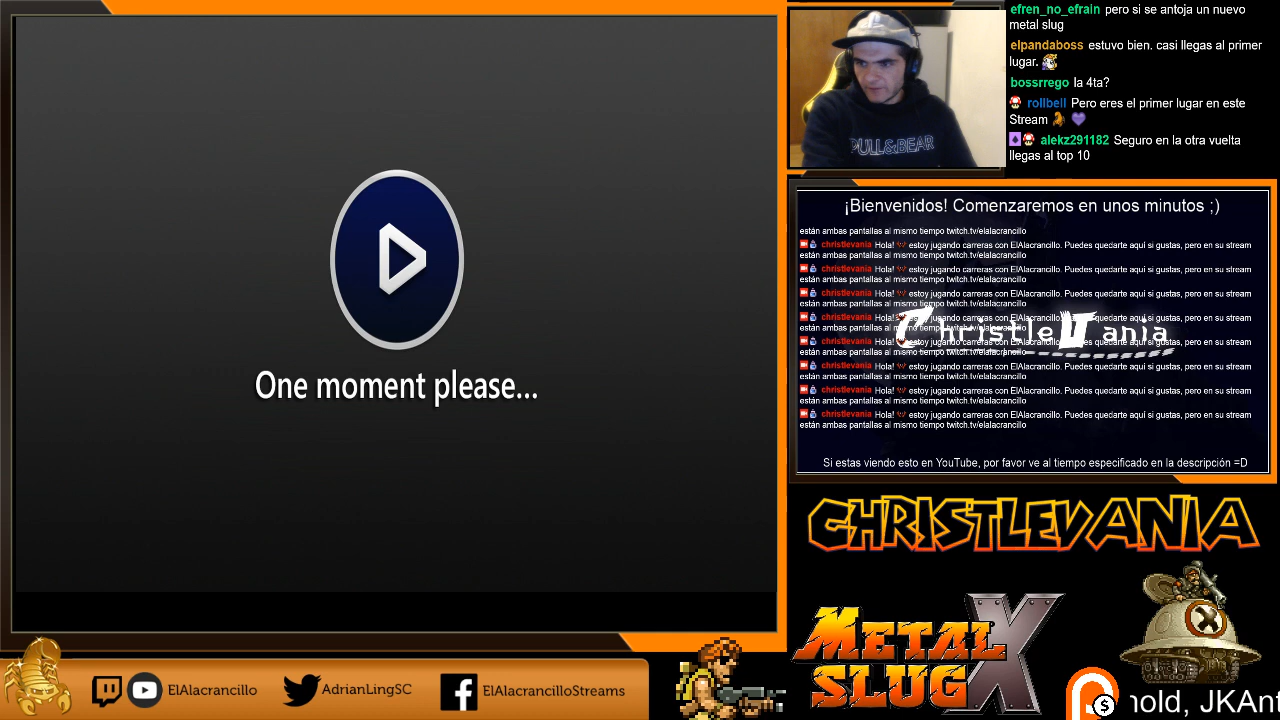 One moment please...
PULL&BEAR
efren_no_efrain pero si se antoja un nuevo
metal slug
elpandaboss estuvo bien. casi llegas al primer
lugar.
bossrrego la 4ta?
rollbell Pero eres el primer lugar en este
Stream
alekz291182 Seguro en la otra vuelta
llegas al top 10
¡Bienvenidos! Comenzaremos en unos minutos ;)
están ambas pantallas al mismo tiempo twitch.tv/elalacrancillo
christlevania Hola! estoy jugando carreras con ElAlacrancillo. Puedes quedarte aquí si gustas, pero en su stream
están ambas pantallas al mismo tiempo twitch.tv/elalacrancillo
christlevania Hola! estoy jugando carreras con ElAlacrancillo. Puedes quedarte aquí si gustas, pero en su stream
están ambas pantallas al mismo tiempo twitch.tv/elalacrancillo
christlevania Hola! estoy jugando carreras con ElAlacrancillo. Puedes quedarte aquí si gustas, pero en su stream
están ambas pantallas al mismo tiempo twitch.tv/elalacrancillo
christlevania Hola! estoy jugando carreras con ElAlacrancillo. Puedes quedarte aquí si gustas, pero en su stream
están ambas pantallas al mismo tiempo twitch.tv/elalacrancillo
christlevania Hola! estoy jugando carreras con ElAlacrancillo. Puedes quedarte aquí si gustas, pero en su stream
están ambas pantallas al mismo tiempo twitch.tv/elalacrancillo
christlevania Hola! estoy jugando carreras con ElAlacrancillo. Puedes quedarte aquí si gustas, pero en su stream
están ambas pantallas al mismo tiempo twitch.tv/elalacrancillo
christlevania Hola! estoy jugando carreras con ElAlacrancillo. Puedes quedarte aquí si gustas, pero en su stream
están ambas pantallas al mismo tiempo twitch.tv/elalacrancillo
christlevania Hola! estoy jugando carreras con ElAlacrancillo. Puedes quedarte aquí si gustas, pero en su stream
están ambas pantallas al mismo tiempo twitch.tv/elalacrancillo
ChristleVania
Si estas viendo esto en YouTube, por favor ve al tiempo especificado en la descripción =D
CHRISTLEVANIA
METAL
SLUG X
ElAlacrancillo
AdrianLingSC
ElAlacrancilloStreams
nold, JKAnt